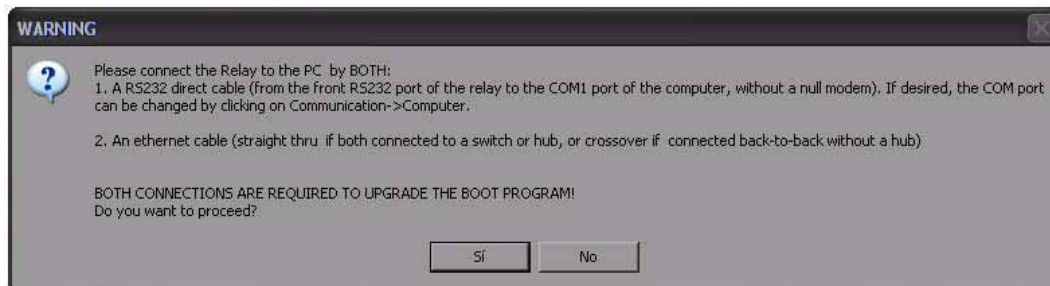 WARNING
Please connect the Relay to the PC by BOTH:
1. A RS232 direct cable (from the front RS232 port of the relay to the COM1 port of the computer, without a null modem). If desired, the COM port
can be changed by clicking on Communication->Computer.
2. An ethernet cable (straight thru if both connected to a switch or hub, or crossover if connected back-to-back without a hub)
BOTH CONNECTIONS ARE REQUIRED TO UPGRADE THE BOOT PROGRAM!
Do you want to proceed?
Sí
No